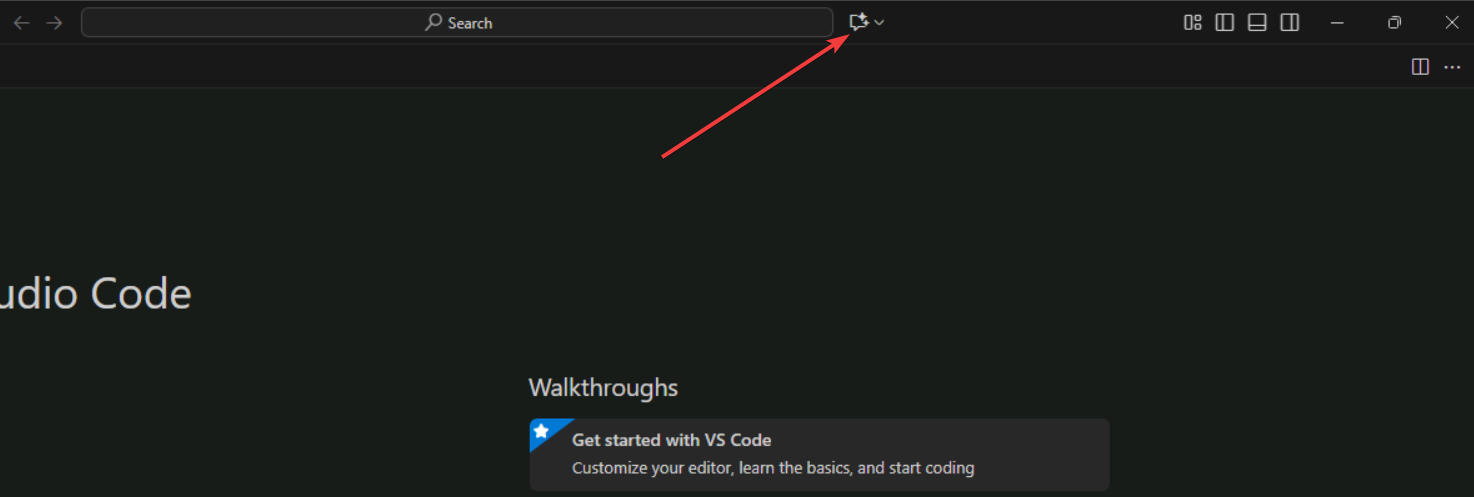 Search
udio Code
Walkthroughs
Get started with VS Code
Customize your editor, learn the basics, and start coding